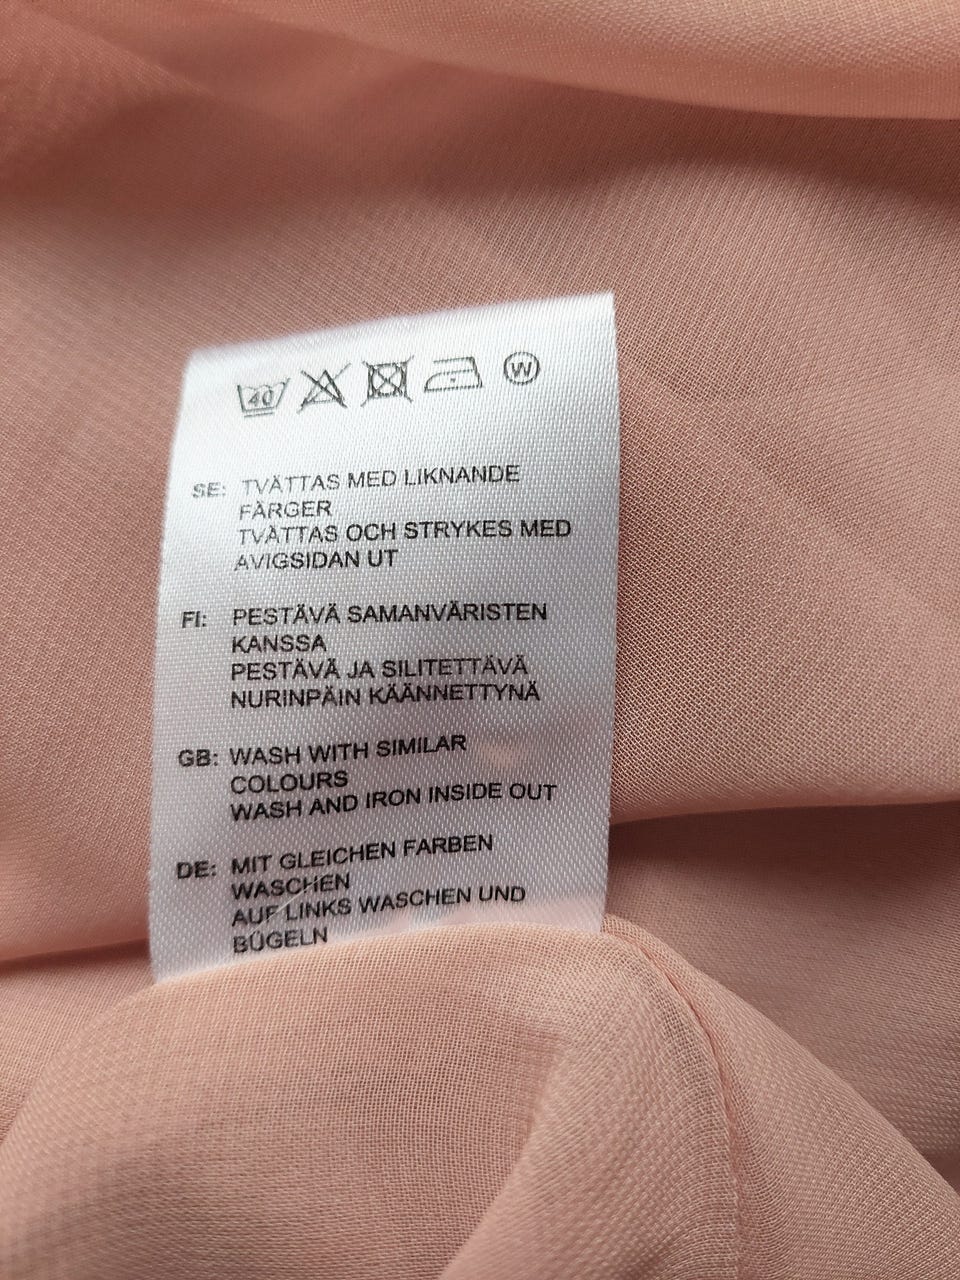 40 W
SE: TVÄTTAS MED LIKNANDE
FÄRGER
TVÄTTAS OCH STRYKES MED
AVIGSIDAN UT
FI: PESTÄVÄ SAMANVÄRISTEN
KANSSA
PESTÄVÄ JA SILITETTÄVÄ
NURINPÄIN KÄÄNNETTYNÄ
GB: WASH WITH SIMILAR
COLOURS
WASH AND IRON INSIDE OUT
DE: MIT GLEICHEN FARBEN
WASCHEN
AUF LINKS WASCHEN UND
BÜGELN